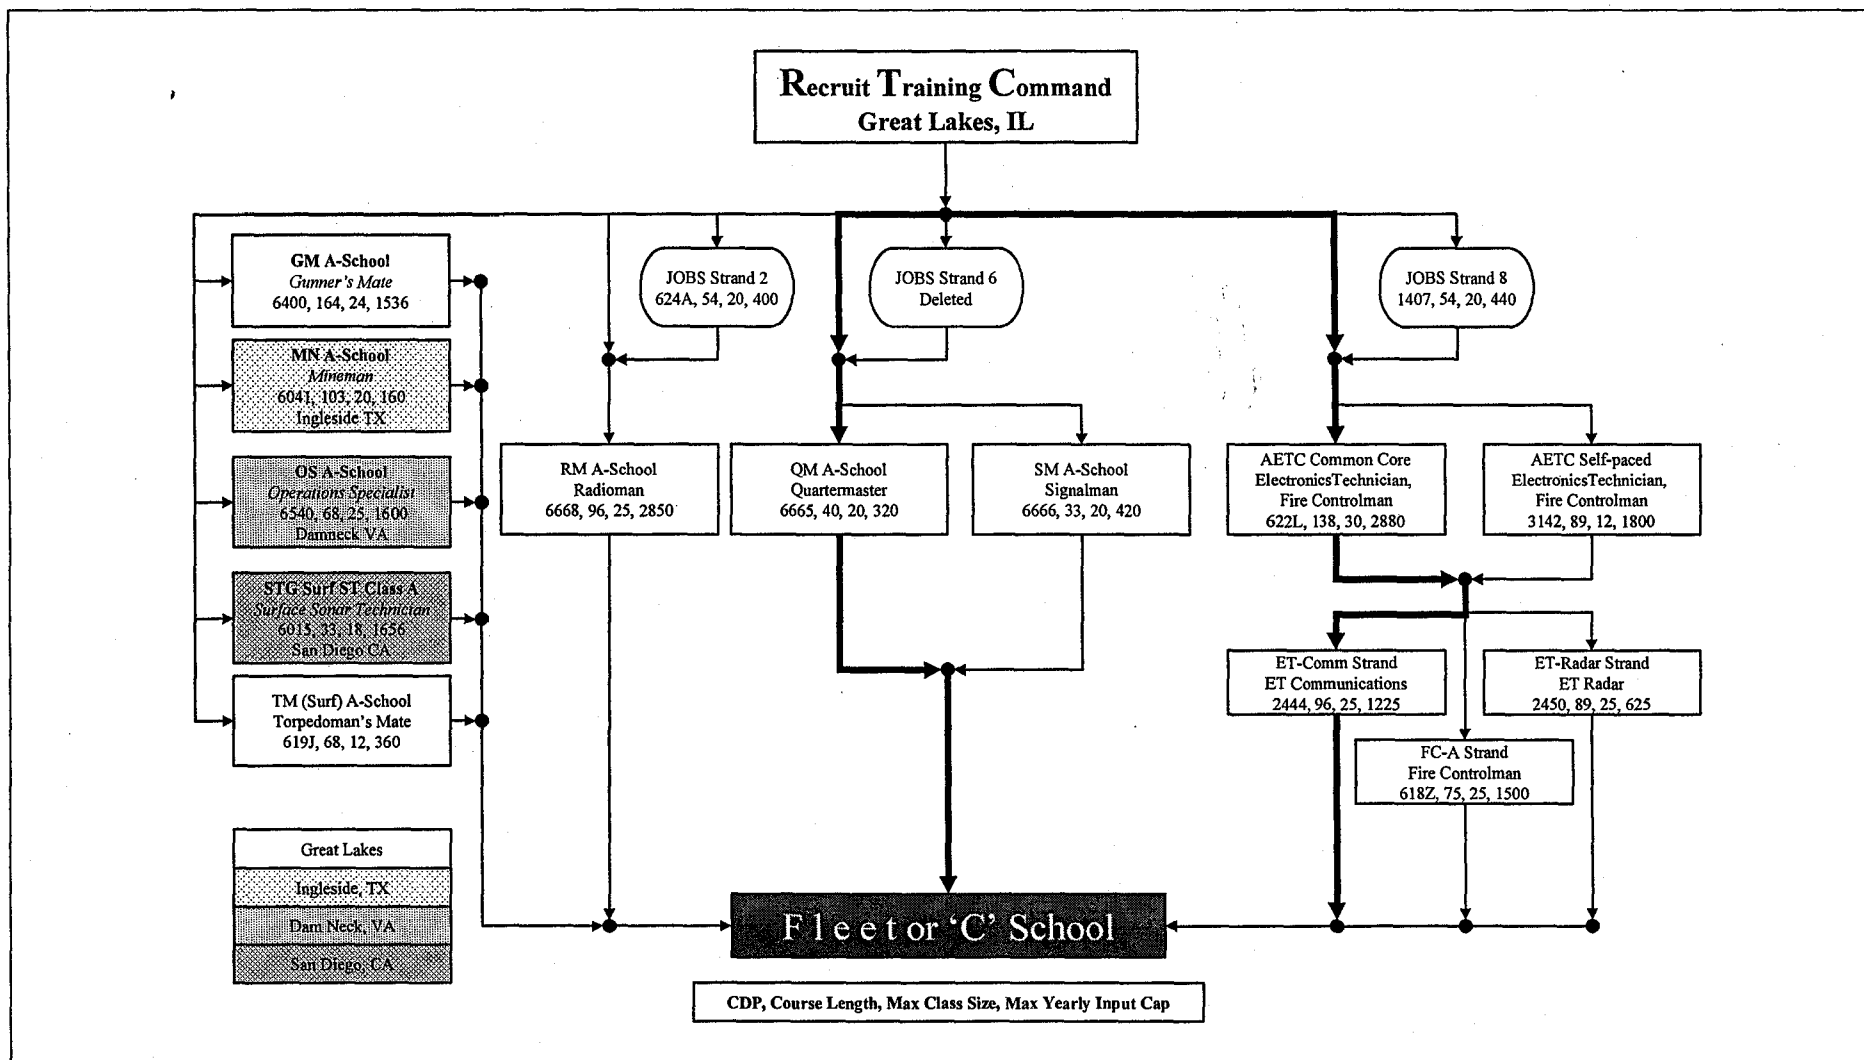 Recruit Training Command
Great Lakes, IL
GM A-School
Gunner's Mate
6400, 164, 24, 1536
MN A-School
Mineman
6041, 103, 20, 160
Ingleside TX
OS A-School
Operations Specialist
6540, 68, 25, 1600
Damneck VA
STG Surf ST Class A
Surface Sonar Technician
6015, 33, 18, 1656
San Diego CA
TM (Surf) A-School
Torpedoman's Mate
619J, 68, 12, 360
JOBS Strand 2
624A, 54, 20, 400
JOBS Strand 6
Deleted
JOBS Strand 8
1407, 54, 20, 440
RM A-School
Radioman
6668, 96, 25, 2850
QM A-School
Quartermaster
6665, 40, 20, 320
SM A-School
Signalman
6666, 33, 20, 420
AETC Common Core
ElectronicsTechnician,
Fire Controlman
622L, 138, 30, 2880
AETC Self-paced
ElectronicsTechnician,
Fire Controlman
3142, 89, 12, 1800
ET-Comm Strand
ET Communications
2444, 96, 25, 1225
ET-Radar Strand
ET Radar
2450, 89, 25, 625
FC-A Strand
Fire Controlman
618Z, 75, 25, 1500
Great Lakes
Ingleside, TX
Dam Neck, VA
San Diego, CA
Fleet or 'C' School
CDP, Course Length, Max Class Size, Max Yearly Input Cap